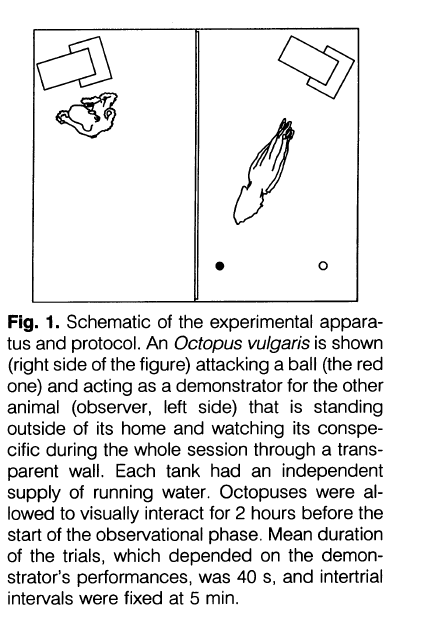 Fig. 1. Schematic of the experimental appara-
tus and protocol. An Octopus vulgaris is shown
(right side of the figure) attacking a ball (the red
one) and acting as a demonstrator for the other
animal (observer, left side) that is standing
outside of its home and watching its conspe-
cific during the whole session through a trans-
parent wall. Each tank had an independent
supply of running water. Octopuses were al-
lowed to visually interact for 2 hours before the
start of the observational phase. Mean duration
of the trials, which depended on the demon-
strator's performances, was 40 s, and intertrial
intervals were fixed at 5 min.